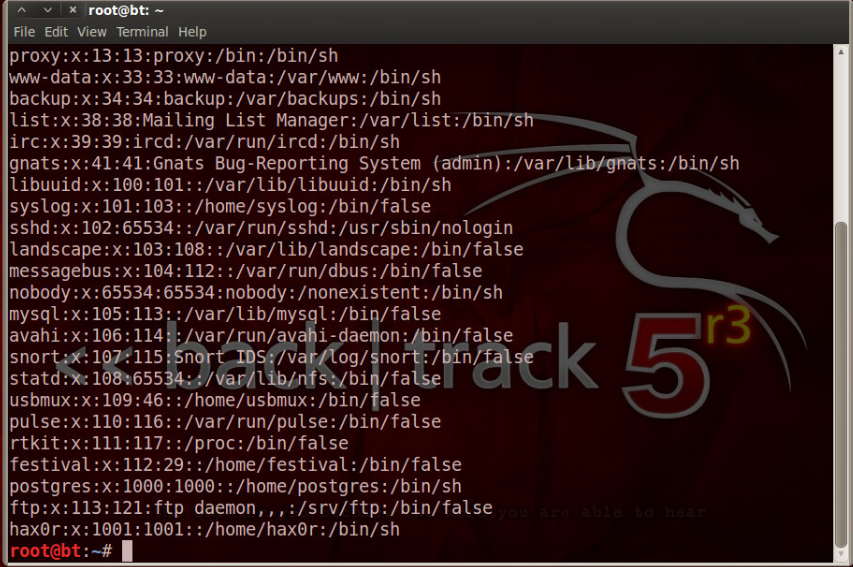 root@bt: ~
File Edit View Terminal Help
proxy:x:13:13:proxy:/bin:/bin/sh
www-data:x:33:33:www-data:/var/www:/bin/sh
backup:x:34:34:backup:/var/backups:/bin/sh
list:x:38:38:Mailing List Manager:/var/list:/bin/sh
irc:x:39:39:ircd:/var/run/ircd:/bin/sh
gnats:x:41:41:Gnats Bug-Reporting System (admin):/var/lib/gnats:/bin/sh
libuuid:x:100:101::/var/lib/libuuid:/bin/sh
syslog:x:101:103::/home/syslog:/bin/false
sshd:x:102:65534::/var/run/sshd:/usr/sbin/nologin
landscape:x:103:108::/var/lib/landscape:/bin/false
messagebus:x:104:112::/var/run/dbus:/bin/false
nobody:x:65534:65534:nobody:/nonexistent:/bin/sh
mysql:x:105:113::/var/lib/mysql:/bin/false
avahi:x:106:114::/var/run/avahi-daemon:/bin/false
snort:x:107:115:Snort IDS:/var/log/snort:/bin/false
statd:x:108:65534::/var/lib/nfs:/bin/false
usbmux:x:109:46::/home/usbmux:/bin/false
pulse:x:110:116::/var/run/pulse:/bin/false
rtkit:x:111:117::/proc:/bin/false
festival:x:112:29::/home/festival:/bin/false
postgres:x:1000:1000::/home/postgres:/bin/sh
ftp:x:113:121:ftp daemon,,,:/srv/ftp:/bin/false
hax0r:x:1001:1001::/home/hax0r:/bin/sh
root@bt:~#
<< back | track 5 r3
you are able to hear